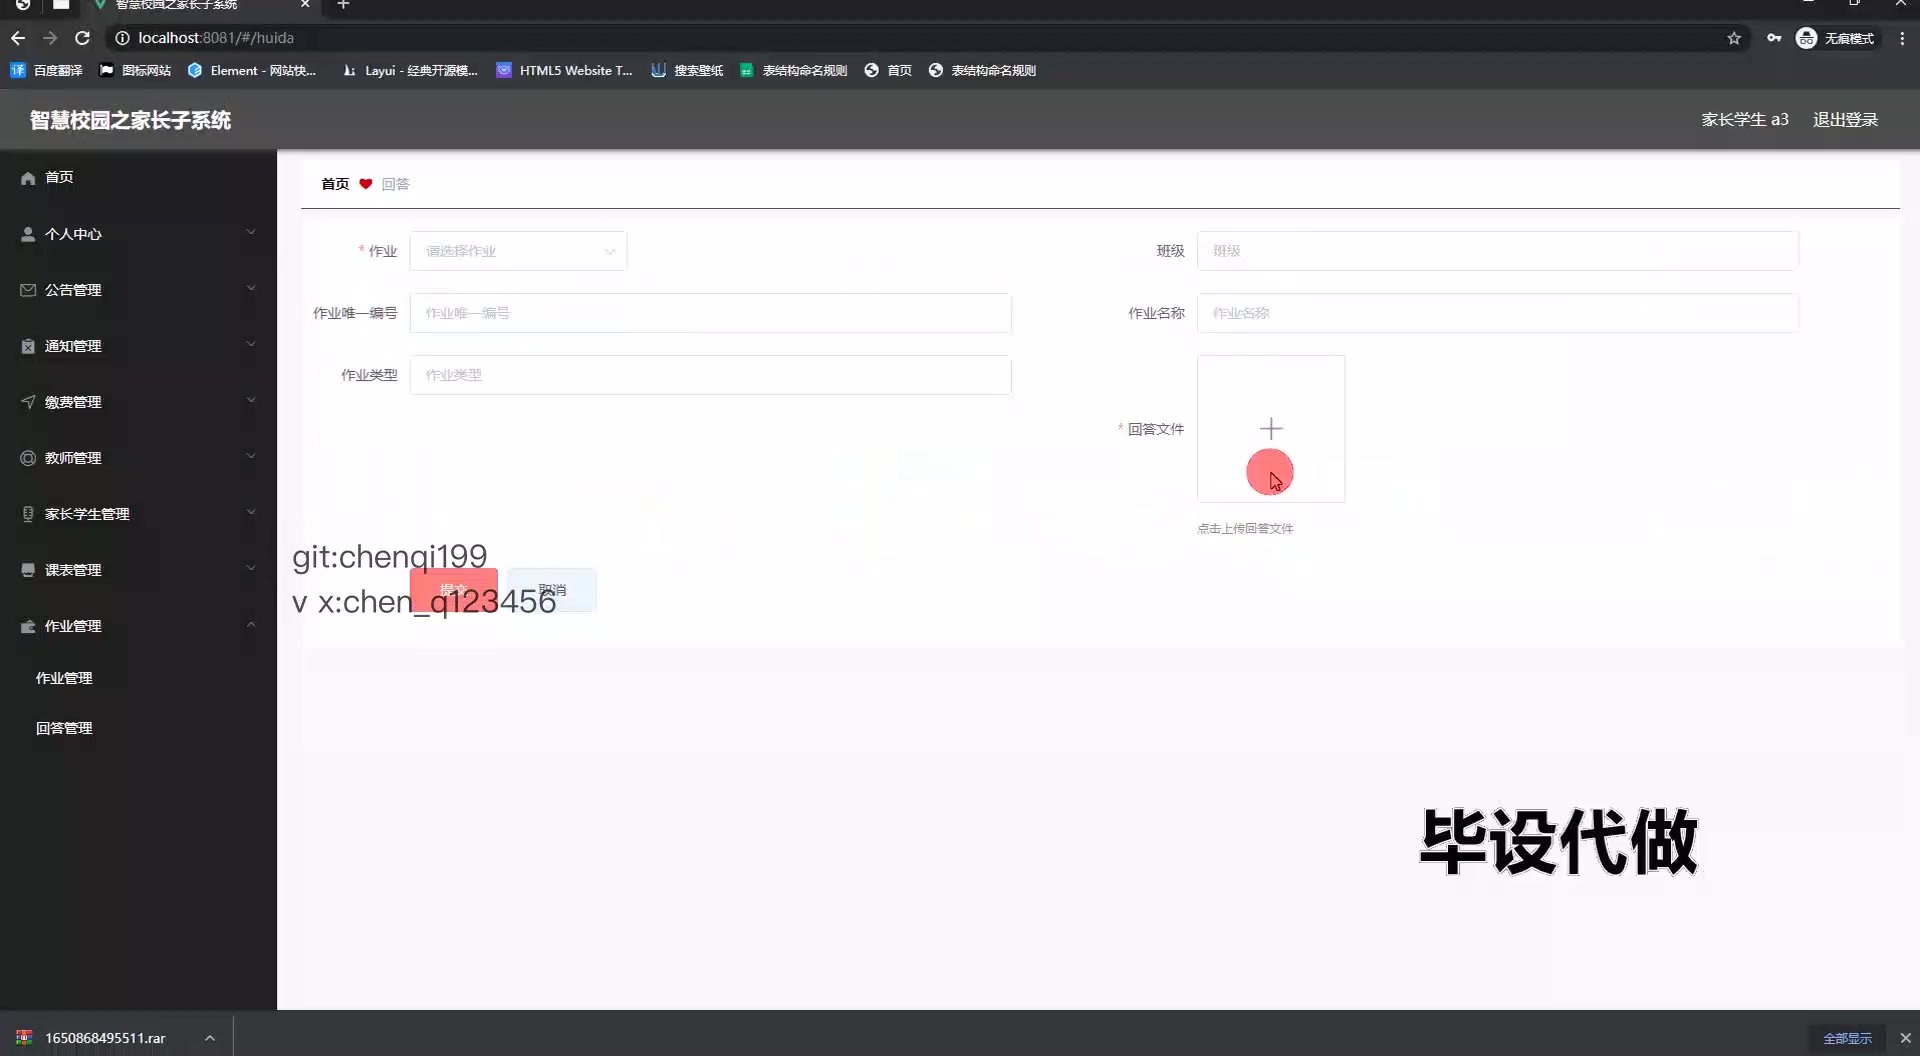 智慧校园之家长子系统
localhost:8081/#/huida
无痕模式
百度翻译
图标网站
Element - 网站快...
Layui - 经典开源模...
HTML5 Website T...
搜索壁纸
表结构命名规则
首页
表结构命名规则
智慧校园之家长子系统
家长学生 a3
退出登录
首页
个人中心
公告管理
通知管理
缴费管理
教师管理
家长学生管理
课表管理
作业管理
作业管理
回答管理
首页 回答
* 作业 请选择作业
班级 班级
作业唯一编号 作业唯一编号
作业名称 作业名称
作业类型 作业类型
* 回答文件
点击上传回答文件
提交
取消
git:chenqi199
v x:chen_q123456
毕设代做
1650868495511.rar
全部显示